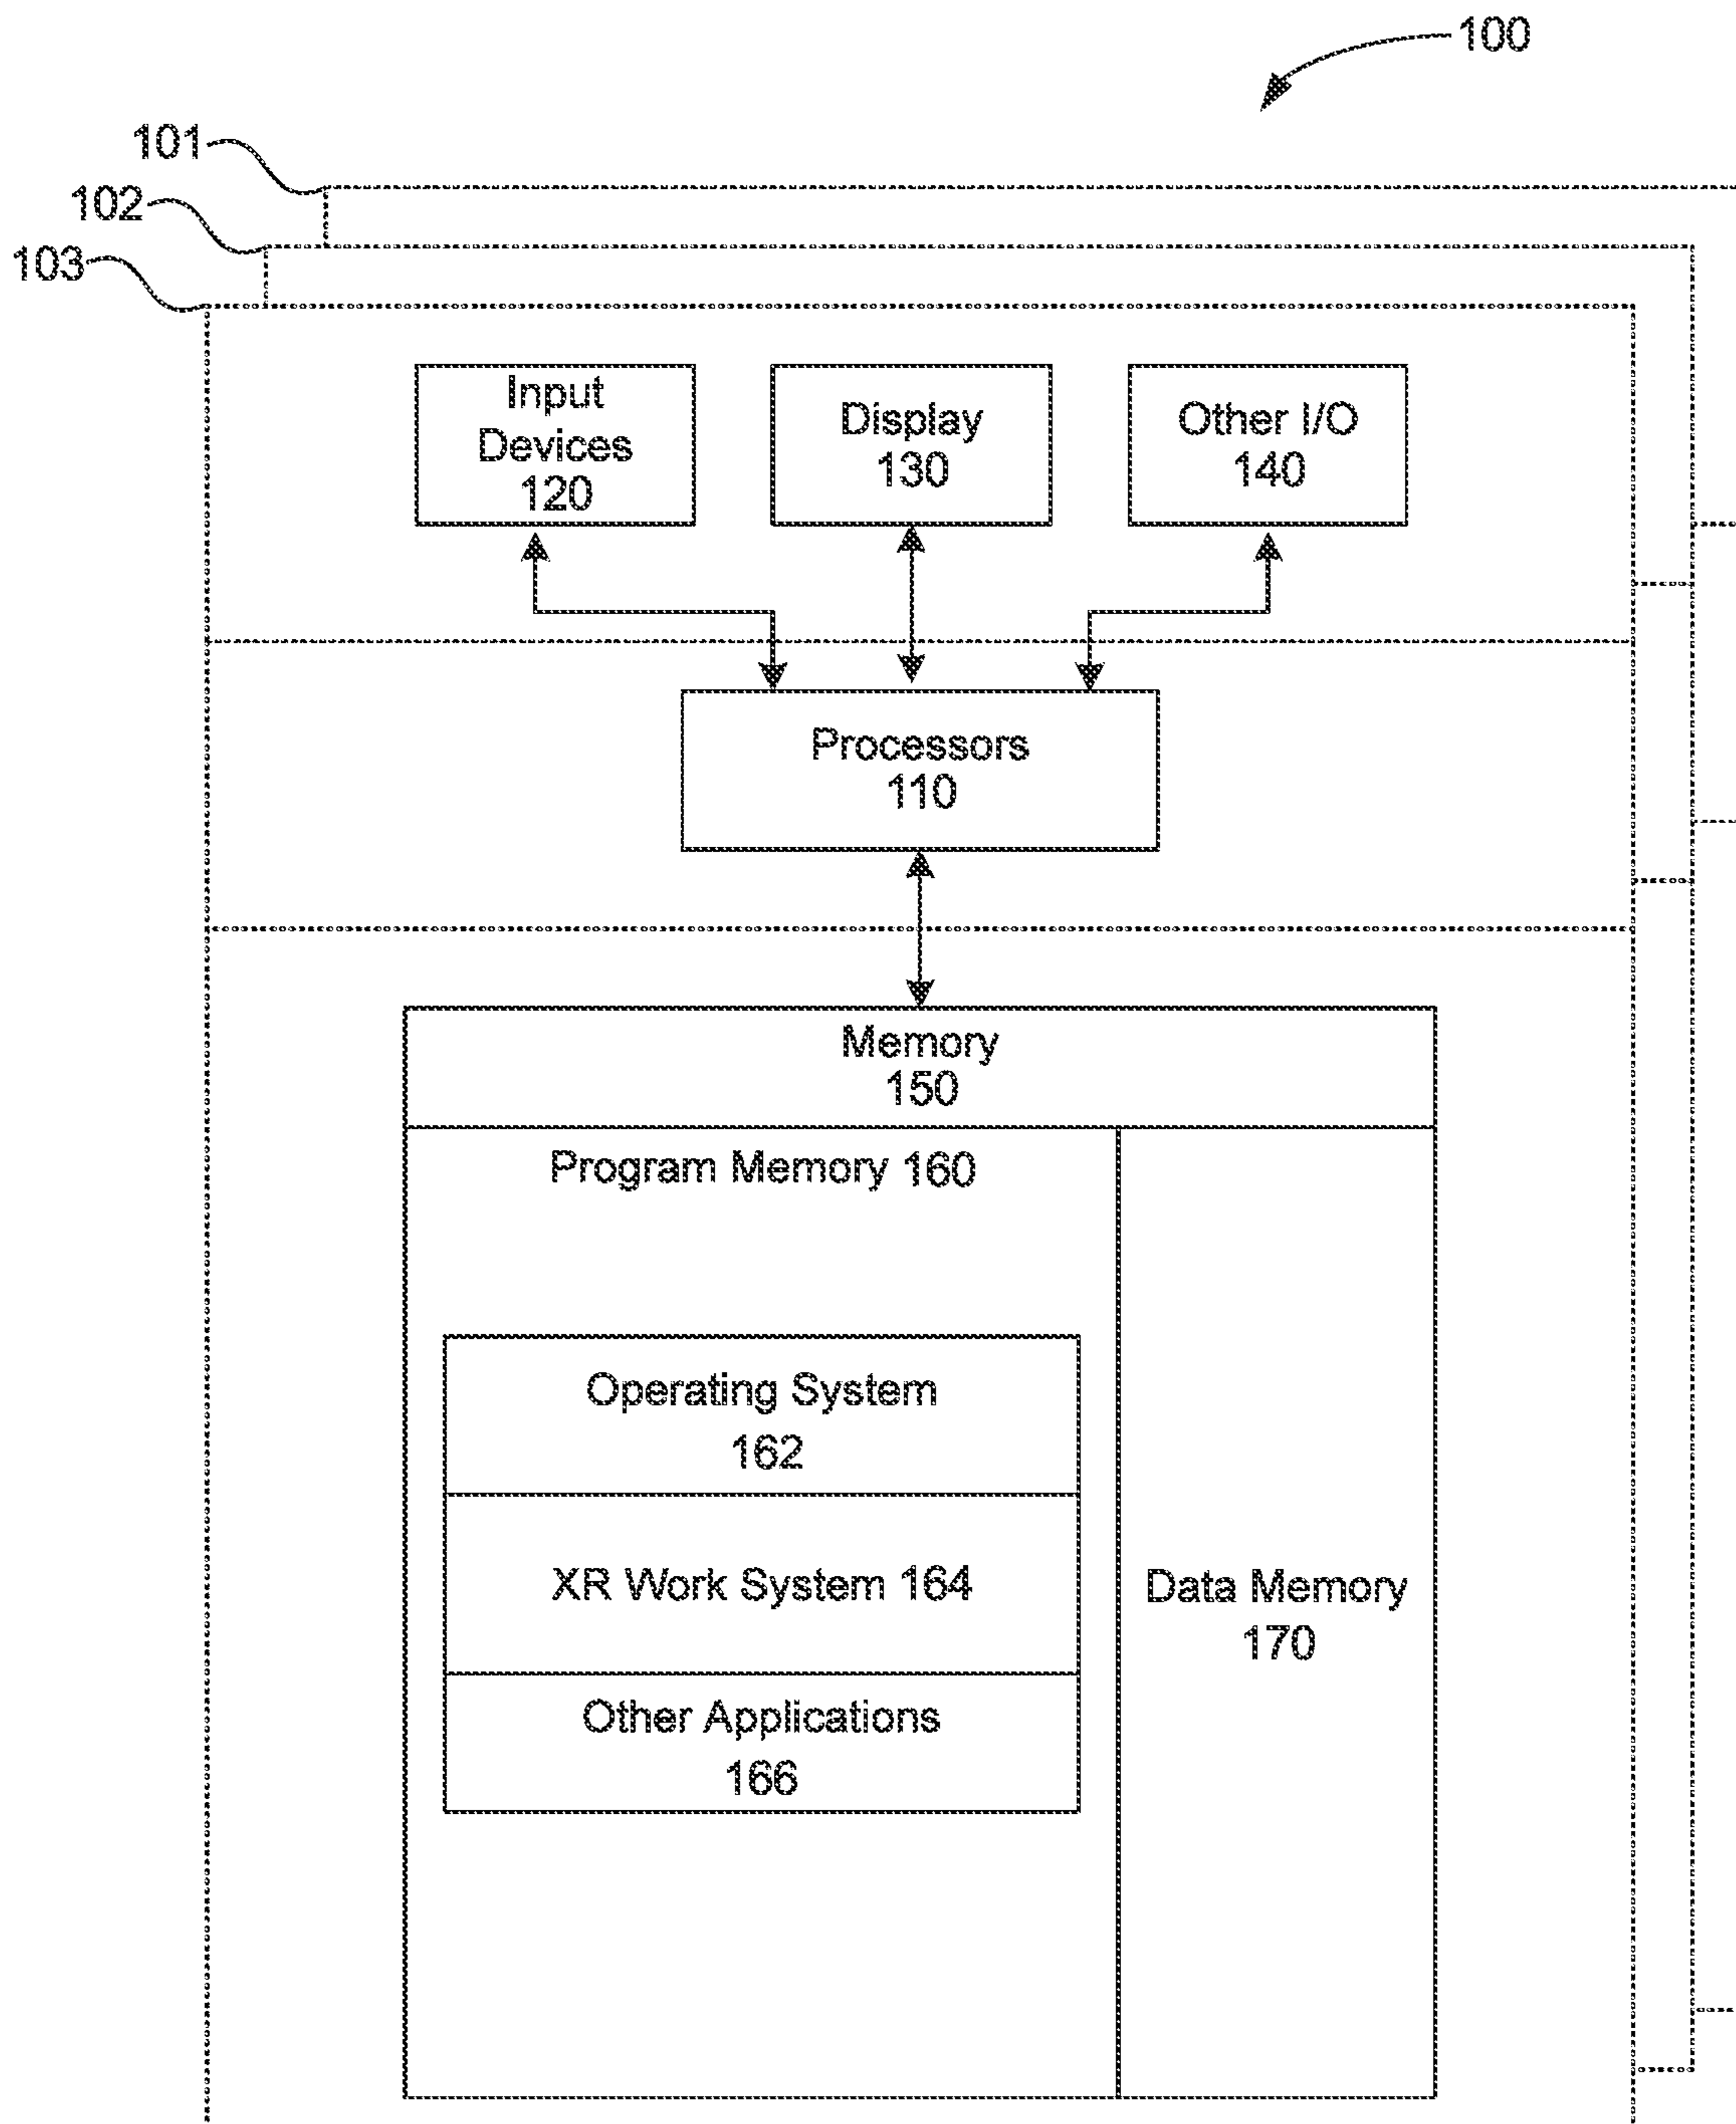 100
101
102
103
Input
Devices
120
Display
130
Other I/O
140
Processors
110
Memory
150
Program Memory 160
Operating System
162
XR Work System 164
Other Applications
166
Data Memory
170